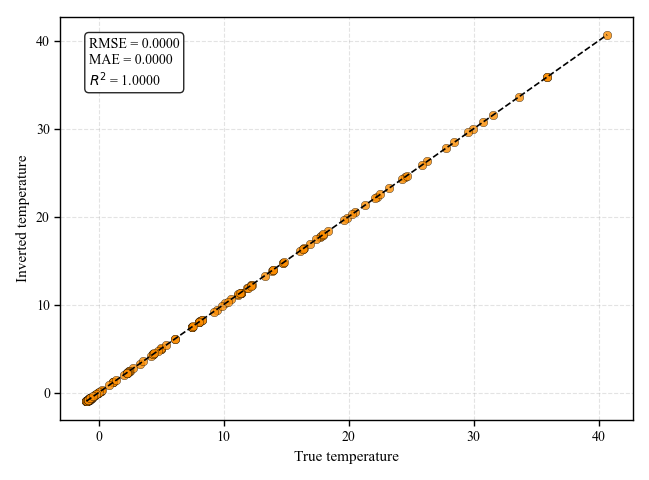 RMSE = 0.0000
MAE = 0.0000
R² = 1.0000
40
30
20
10
0
Inverted temperature
0 10 20 30 40
True temperature